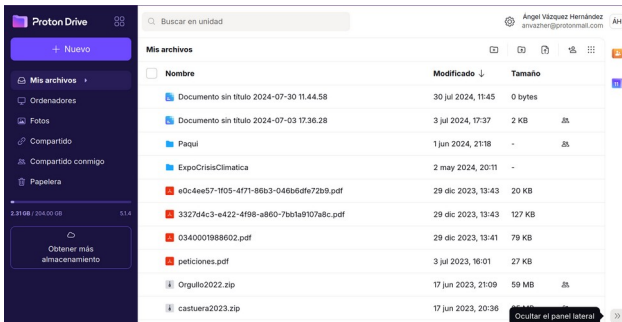 Proton Drive
Buscar en unidad
Ángel Vázquez Hernández
anvazher@protonmail.com
ÁH
+ Nuevo
Mis archivos
Ordenadores
Fotos
Compartido
Compartido conmigo
Papelera
2.31 GB / 204.00 GB
5.1.4
Obtener más
almacenamiento
Mis archivos
Nombre Modificado ↓ Tamaño
Documento sin título 2024-07-30 11.44.58 30 jul 2024, 11:45 0 bytes
Documento sin título 2024-07-03 17.36.28 3 jul 2024, 17:37 2 KB
Paqui 1 jun 2024, 21:18 -
ExpoCrisisClimatica 2 may 2024, 20:11 -
e0c4ee57-1f05-4f71-86b3-046b6dfe72b9.pdf 29 dic 2023, 13:43 20 KB
3327d4c3-e422-4f98-a860-7bb1a9107a8c.pdf 29 dic 2023, 13:43 127 KB
0340001988602.pdf 29 dic 2023, 13:41 79 KB
peticiones.pdf 3 jul 2023, 16:01 27 KB
Orgullo2022.zip 17 jun 2023, 21:09 59 MB
castuera2023.zip 17 jun 2023, 20:36
Ocultar el panel lateral